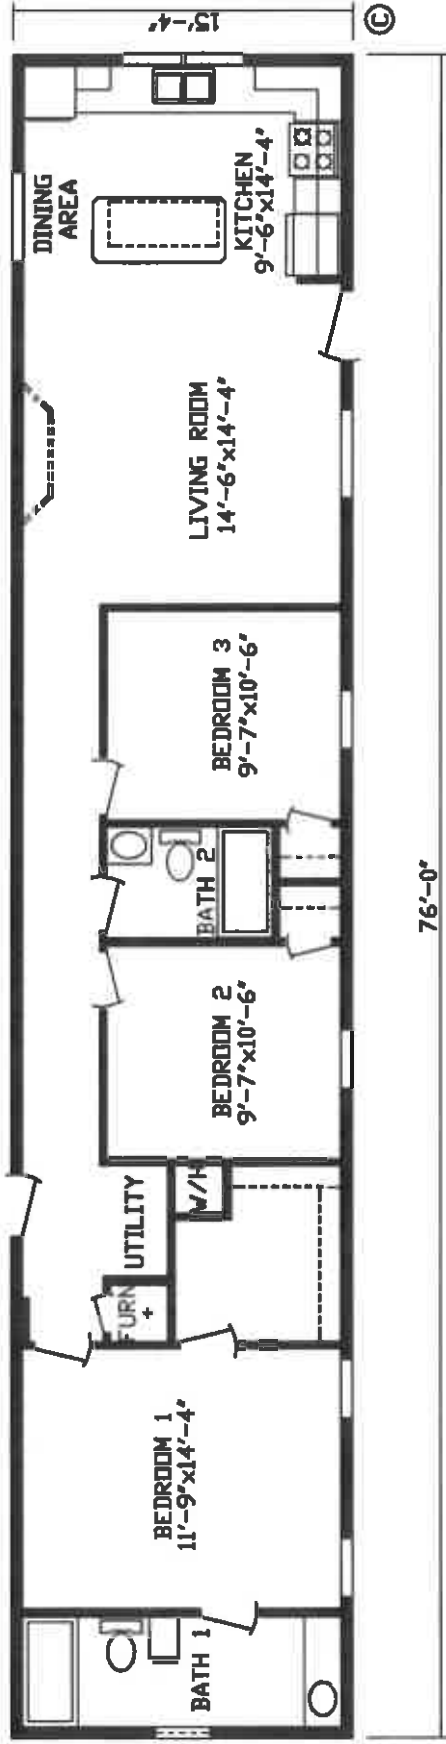 15'-4"
©
DINING
AREA
KITCHEN
9'-6"x14'-4"
LIVING ROOM
14'-6"x14'-4"
BEDROOM 3
9'-7"x10'-6"
BATH 2
BEDROOM 2
9'-7"x10'-6"
76'-0"
W/H
UTILITY
FURN
+
BEDROOM 1
11'-9"x14'-4"
BATH 1